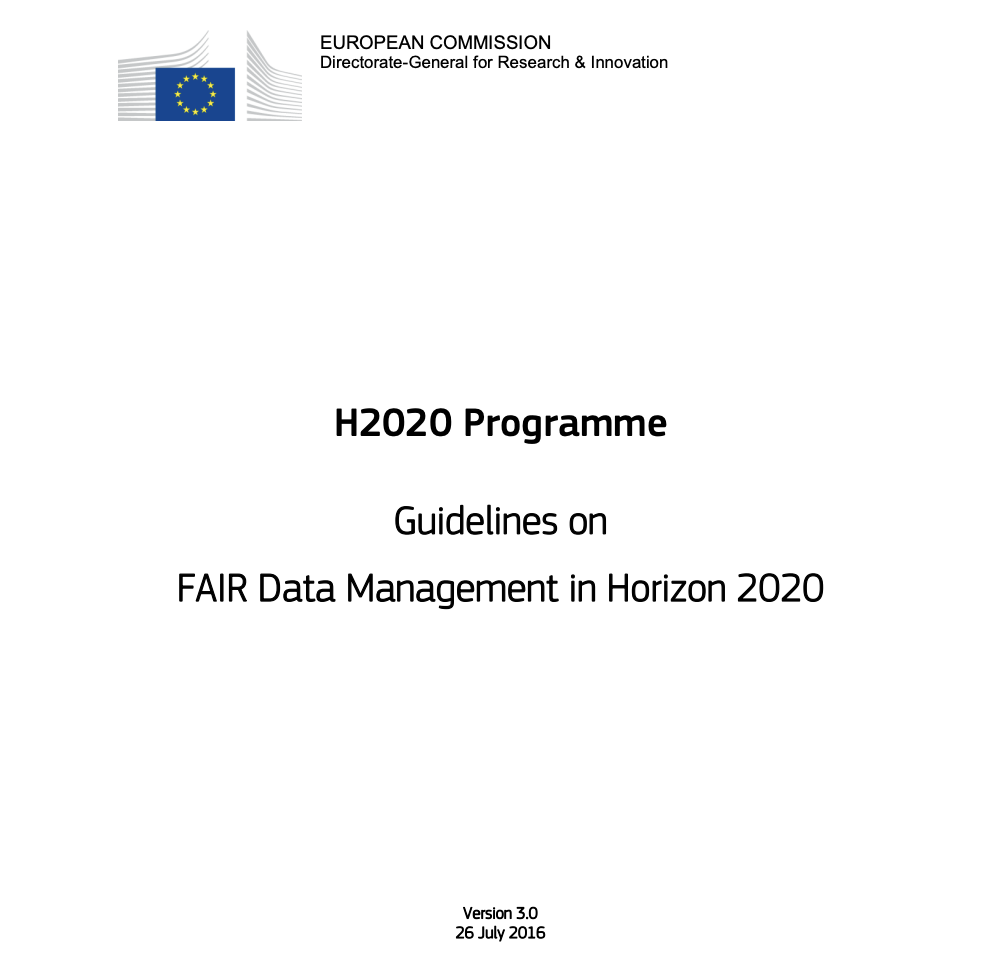 EUROPEAN COMMISSION
Directorate-General for Research & Innovation
H2020 Programme
Guidelines on
FAIR Data Management in Horizon 2020
Version 3.0
26 July 2016